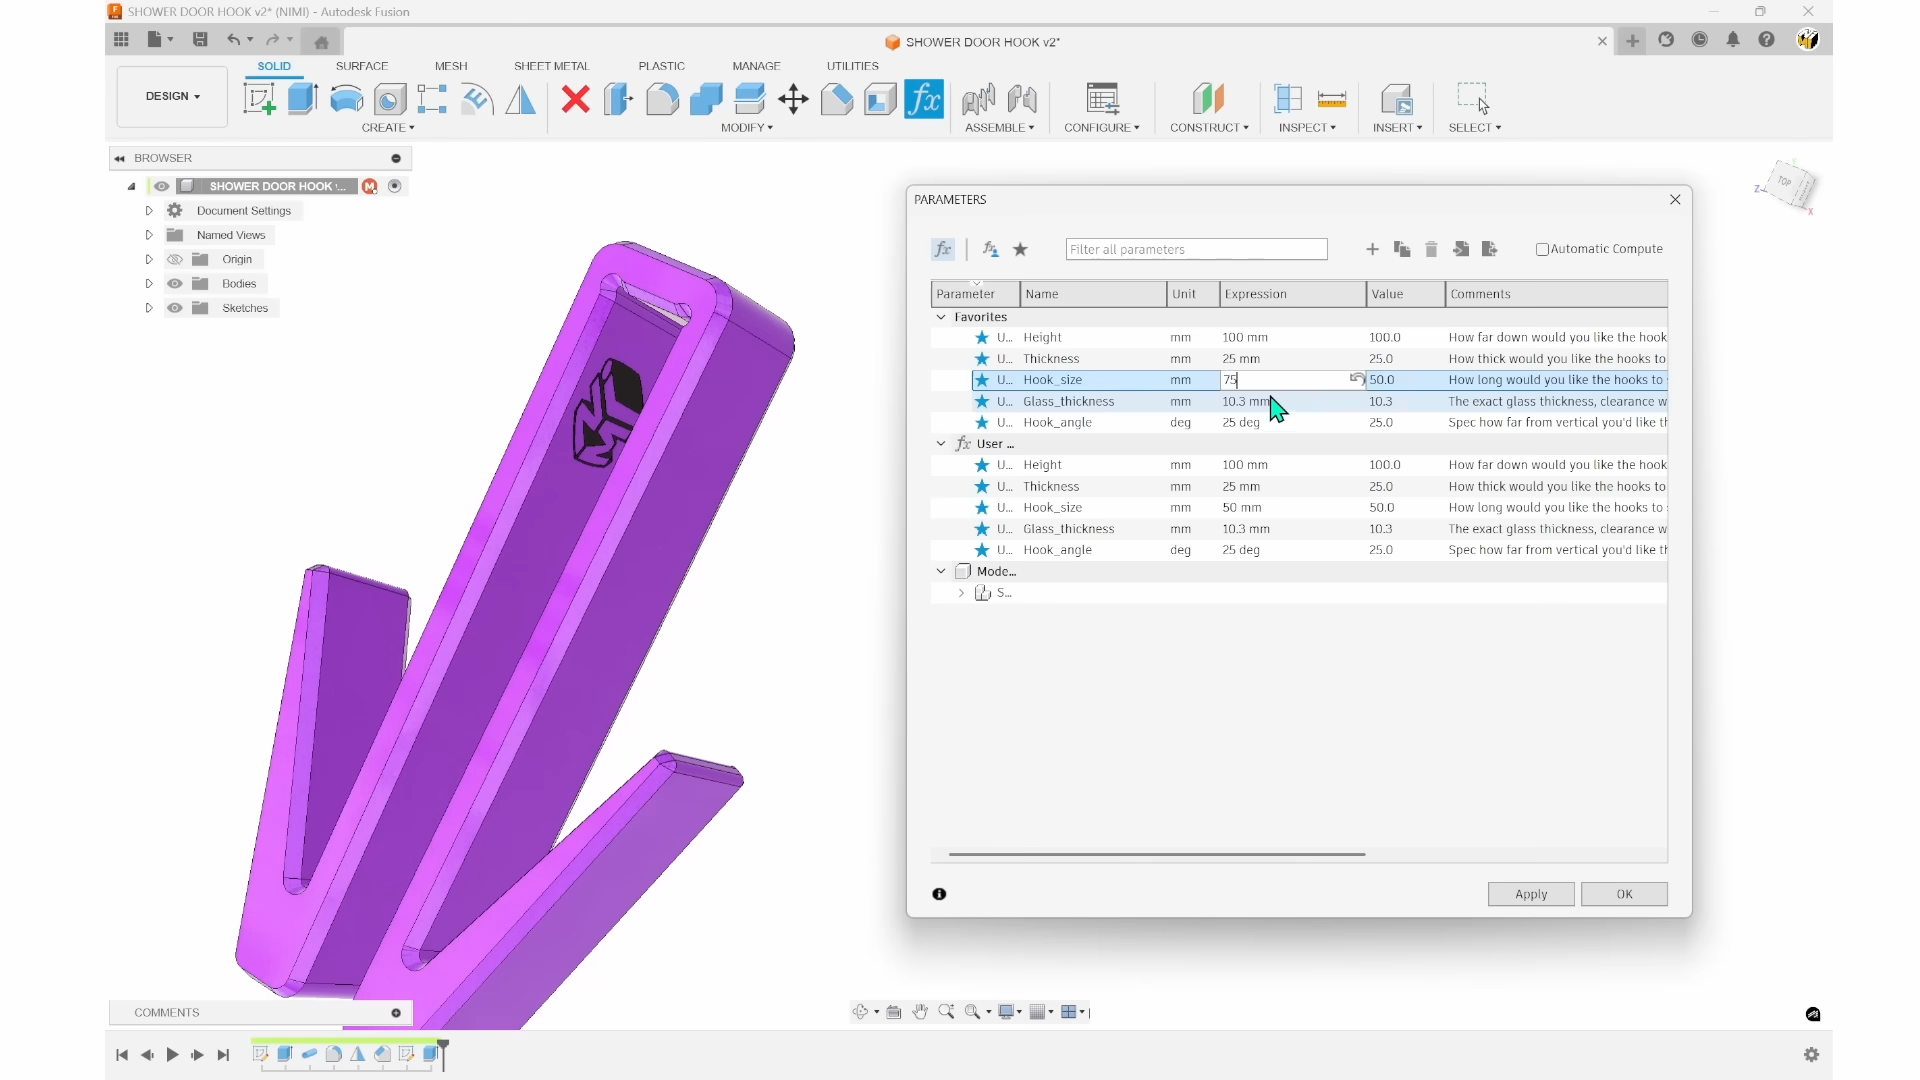 SHOWER DOOR HOOK v2* (NIMI) - Autodesk Fusion
SHOWER DOOR HOOK v2*
SOLID SURFACE MESH SHEET METAL PLASTIC MANAGE UTILITIES
DESIGN
CREATE MODIFY ASSEMBLE CONFIGURE CONSTRUCT INSPECT INSERT SELECT
BROWSER
SHOWER DOOR HOOK ...
M
Document Settings
Named Views
Origin
Bodies
Sketches
TOP
Z
X
PARAMETERS
fx
Filter all parameters
Automatic Compute
Parameter Name Unit Expression Value Comments
Favorites
U... Height mm 100 mm 100.0 How far down would you like the hook
U... Thickness mm 25 mm 25.0 How thick would you like the hooks to
U... Hook_size mm 75 50.0 How long would you like the hooks to
U... Glass_thickness mm 10.3 mm 10.3 The exact glass thickness, clearance w
U... Hook_angle deg 25 deg 25.0 Spec how far from vertical you'd like th
fx User ...
U... Height mm 100 mm 100.0 How far down would you like the hook
U... Thickness mm 25 mm 25.0 How thick would you like the hooks to
U... Hook_size mm 50 mm 50.0 How long would you like the hooks to
U... Glass_thickness mm 10.3 mm 10.3 The exact glass thickness, clearance w
U... Hook_angle deg 25 deg 25.0 Spec how far from vertical you'd like th
Mode...
S...
Apply OK
COMMENTS